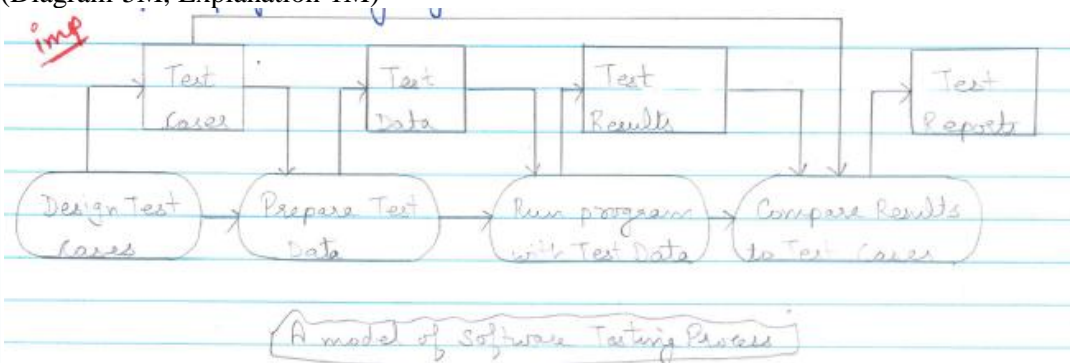 (Diagram-3M, Explanation-1M)
imp
Test
Cases
Test
Data
Test
Results
Test
Reports
Design Test
Cases
Prepare Test
Data
Run program
with Test Data
Compare Results
to Test Cases
A model of Software Testing Process